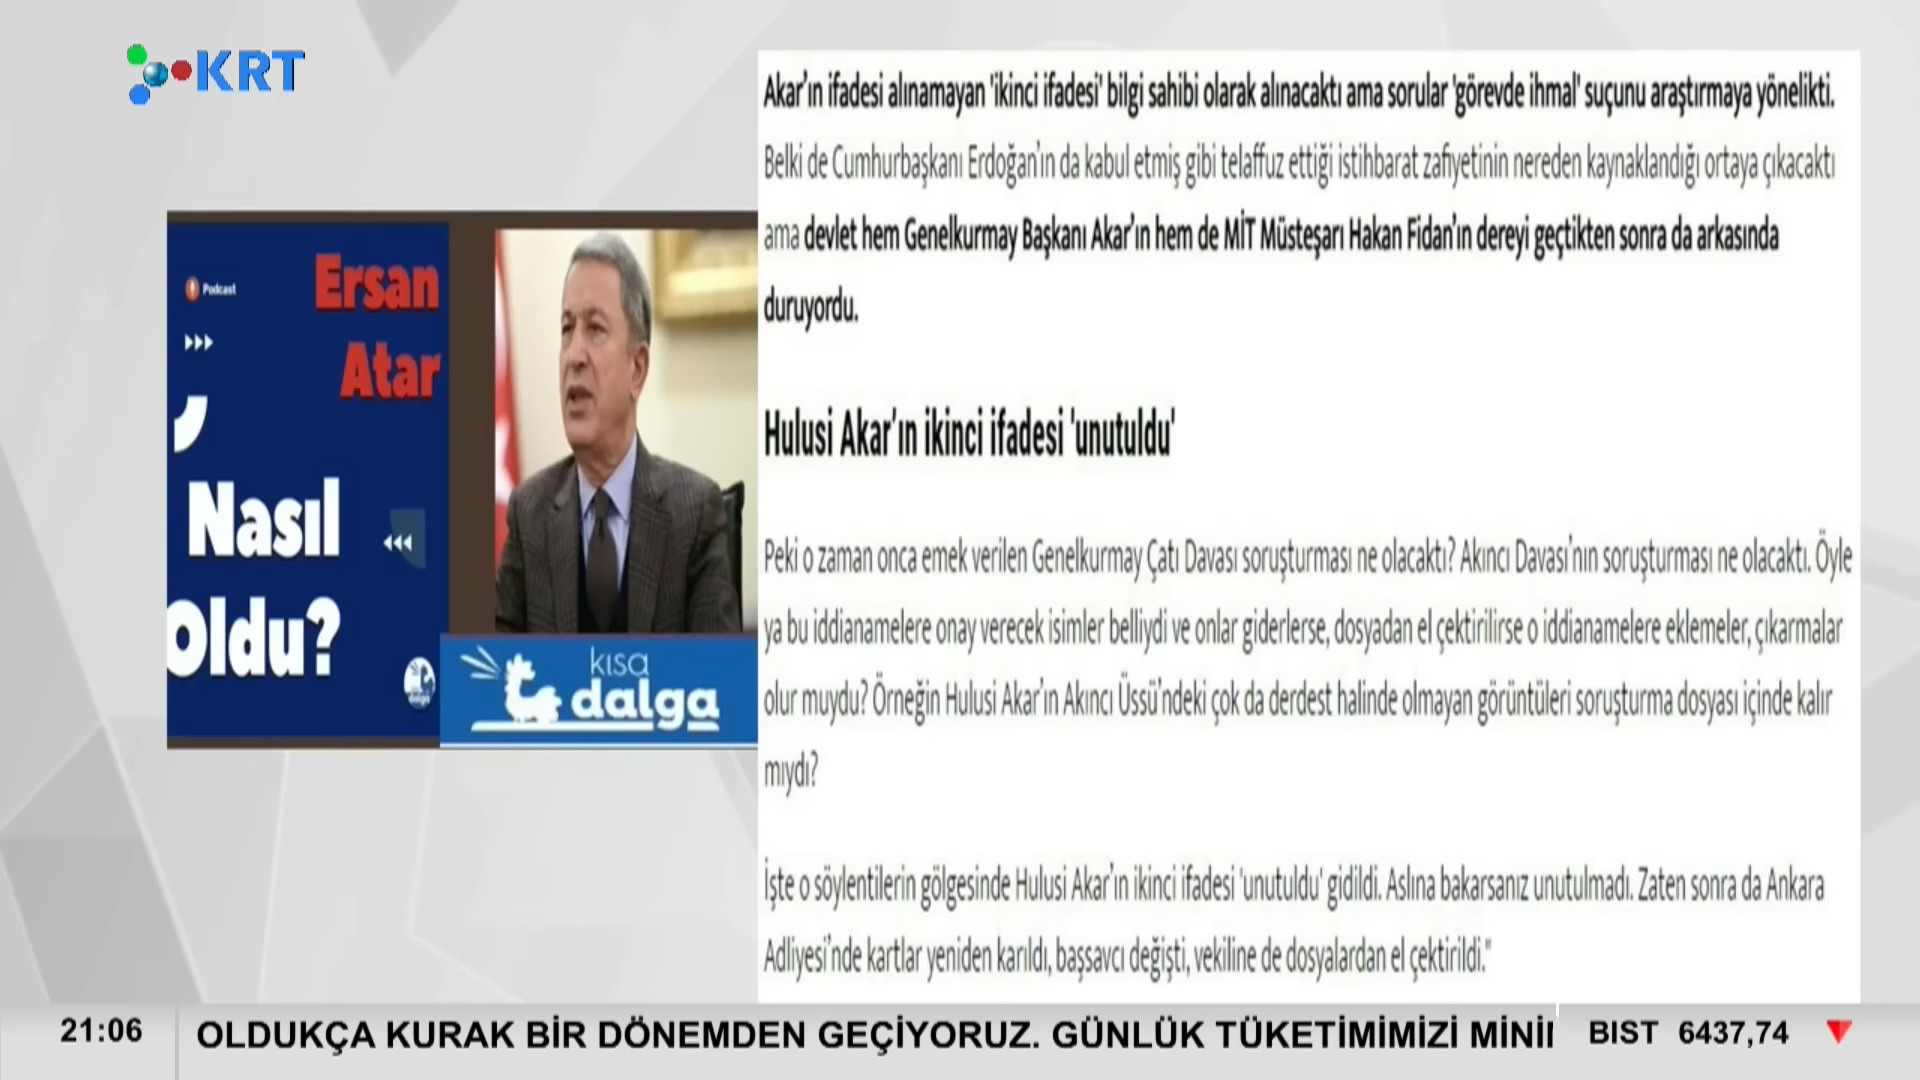 KRT
Akar'ın ifadesi alınamayan 'ikinci ifadesi' bilgi sahibi olarak alınacaktı ama sorular 'görevde ihmal' suçunu araştırmaya yönelikti.
Belki de Cumhurbaşkanı Erdoğan'ın da kabul etmiş gibi telaffuz ettiği istihbarat zafiyetinin nereden kaynaklandığı ortaya çıkacaktı
ama devlet hem Genelkurmay Başkanı Akar'ın hem de MİT Müsteşarı Hakan Fidan'ın dereyi geçtikten sonra da arkasında
duruyordu.
Hulusi Akar'ın ikinci ifadesi 'unutuldu'
Peki o zaman onca emek verilen Genelkurmay Çatı Davası soruşturması ne olacaktı? Akıncı Davası'nın soruşturması ne olacaktı. Öyle
ya bu iddianamelere onay verecek isimler belliydi ve onlar giderlerse, dosyadan el çektirilirse o iddianamelere eklemeler, çıkarmalar
olur muydu? Örneğin Hulusi Akar'ın Akıncı Üssü'ndeki çok da derdest halinde olmayan görüntüleri soruşturma dosyası içinde kalır
mıydı?
İşte o söylentilerin gölgesinde Hulusi Akar'ın ikinci ifadesi 'unutuldu' gidildi. Aslına bakarsanız unutulmadı. Zaten sonra da Ankara
Adliyesi'nde kartlar yeniden karıldı, başsavcı değişti, vekiline de dosyalardan el çektirildi."
Podcast
Ersan
Atar
Nasıl
Oldu?
kısa
dalga
21:06
OLDUKÇA KURAK BİR DÖNEMDEN GEÇİYORUZ. GÜNLÜK TÜKETİMİMİZİ MİNİ
BIST 6437,74